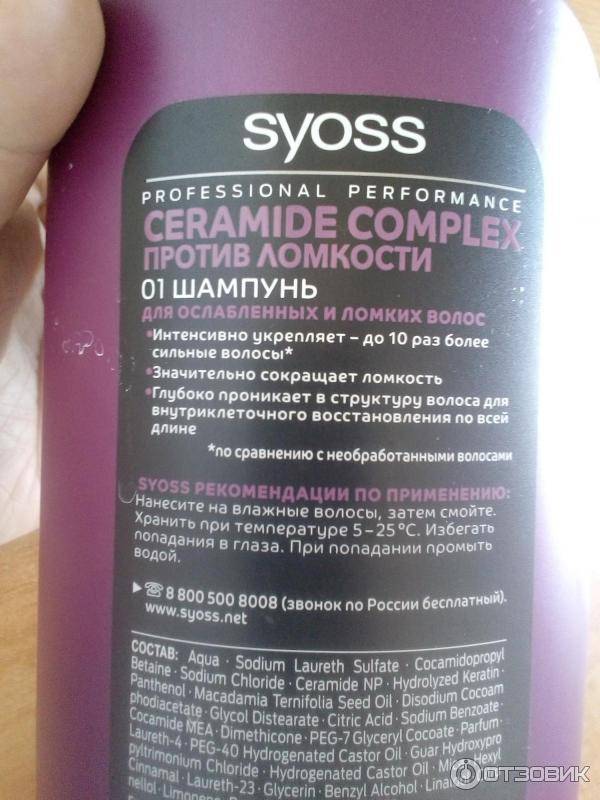 syoss
PROFESSIONAL PERFORMANCE
CERAMIDE COMPLEX
ПРОТИВ ЛОМКОСТИ
01 ШАМПУНЬ
ДЛЯ ОСЛАБЛЕННЫХ И ЛОМКИХ ВОЛОС
•Интенсивно укрепляет – до 10 раз более
сильные волосы*
•Значительно сокращает ломкость
•Глубоко проникает в структуру волоса для
внутриклеточного восстановления по всей
длине
*по сравнению с необработанными волосами
SYOSS РЕКОМЕНДАЦИИ ПО ПРИМЕНЕНИЮ:
Нанесите на влажные волосы, затем смойте.
Хранить при температуре 5–25°C. Избегать
попадания в глаза. При попадании промыть
водой.
►☏ 8 800 500 8008 (звонок по России бесплатный).
www.syoss.net
СОСТАВ: Aqua · Sodium Laureth Sulfate · Cocamidopropyl
Betaine · Sodium Chloride · Ceramide NP · Hydrolyzed Keratin ·
Panthenol · Macadamia Ternifolia Seed Oil · Disodium Cocoam
phodiacetate · Glycol Distearate · Citric Acid · Sodium Benzoate ·
Cocamide MEA · Dimethicone · PEG-7 Glyceryl Cocoate · Parfum ·
Laureth-4 · PEG-40 Hydrogenated Castor Oil · Guar Hydroxypro
pyltrimonium Chloride · Hydrogenated Castor Oil · Hexyl
Cinnamal · Laureth-23 · Glycerin · Benzyl Alcohol · Linal
nellol · Limonene
ОТЗОВИК